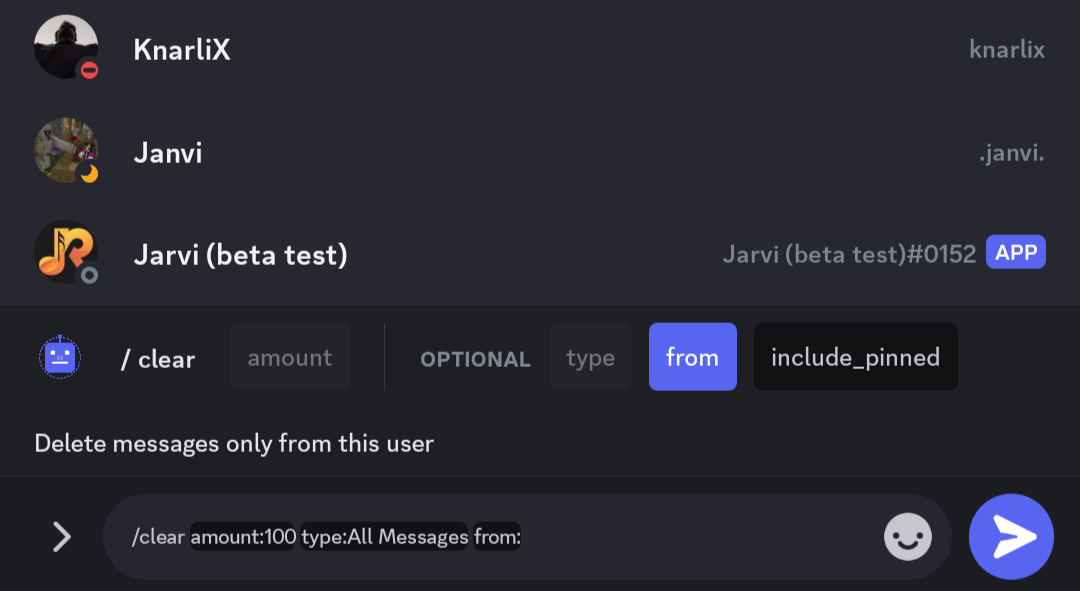 KnarliX knarlix
Janvi .janvi.
Jarvi (beta test) Jarvi (beta test)#0152 APP
/ clear amount OPTIONAL type from include_pinned
Delete messages only from this user
/clear amount:100 type:All Messages from: